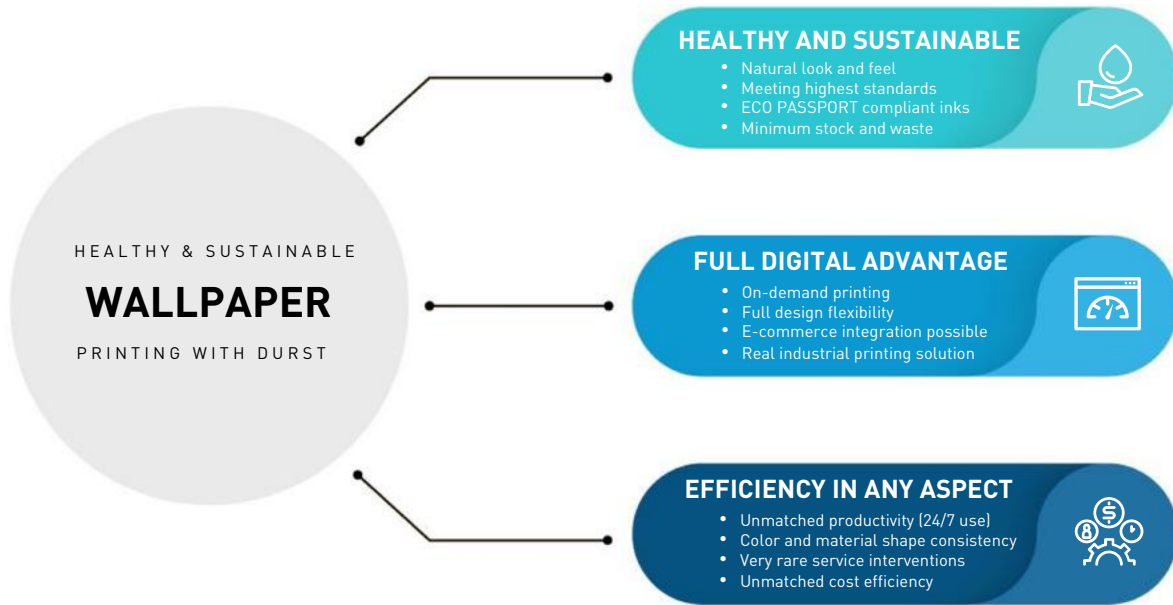 HEALTHY & SUSTAINABLE
WALLPAPER
PRINTING WITH DURST
HEALTHY AND SUSTAINABLE
• Natural look and feel
• Meeting highest standards
• ECO PASSPORT compliant inks
• Minimum stock and waste
FULL DIGITAL ADVANTAGE
• On-demand printing
• Full design flexibility
• E-commerce integration possible
• Real industrial printing solution
EFFICIENCY IN ANY ASPECT
• Unmatched productivity (24/7 use)
• Color and material shape consistency
• Very rare service interventions
• Unmatched cost efficiency
$